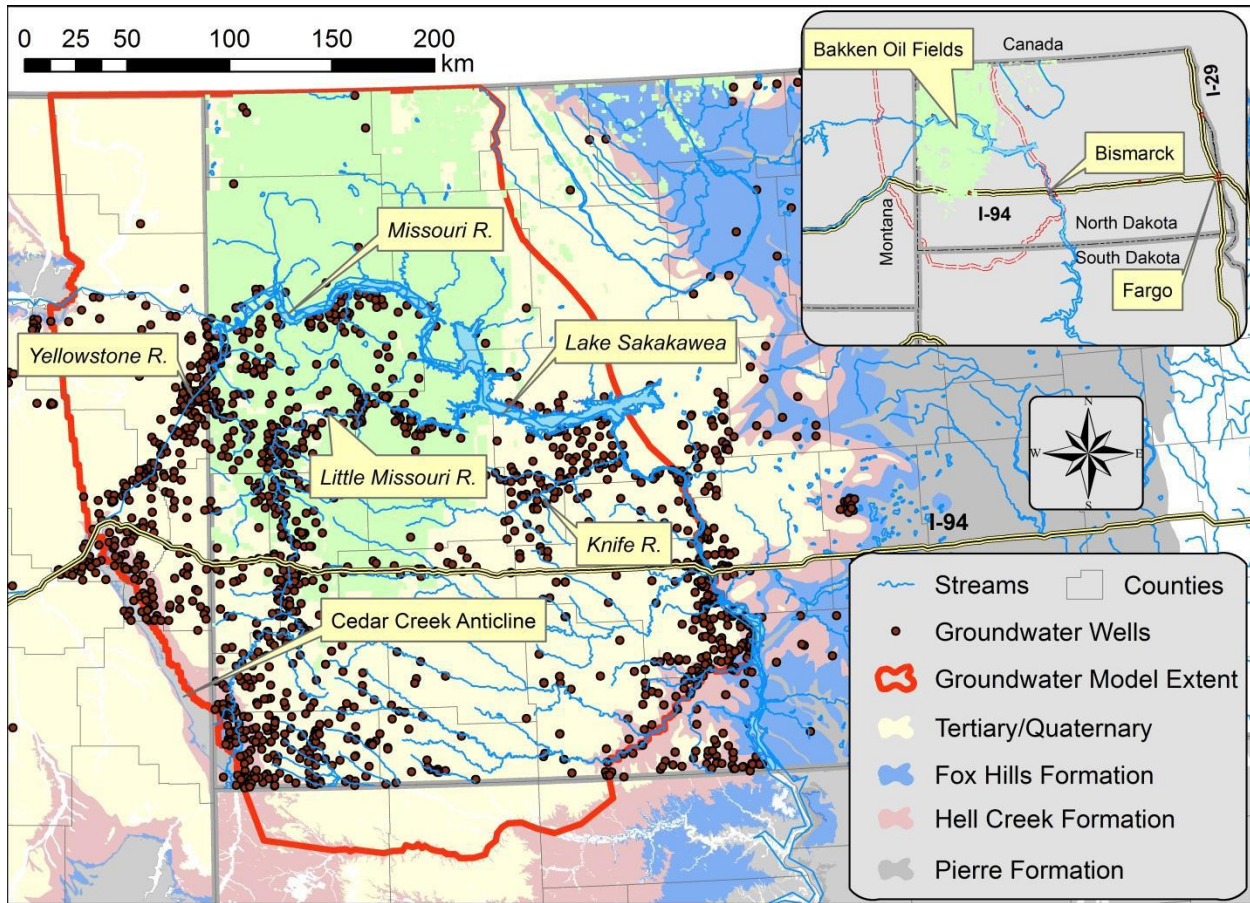 0 25 50 100 150 200
km
Bakken Oil Fields
Canada
I-29
Bismarck
Montana
I-94
North Dakota
South Dakota
Fargo
Missouri R.
Yellowstone R.
Lake Sakakawea
Little Missouri R.
Knife R.
I-94
Cedar Creek Anticline
N
W E
S
Streams Counties
Groundwater Wells
Groundwater Model Extent
Tertiary/Quaternary
Fox Hills Formation
Hell Creek Formation
Pierre Formation